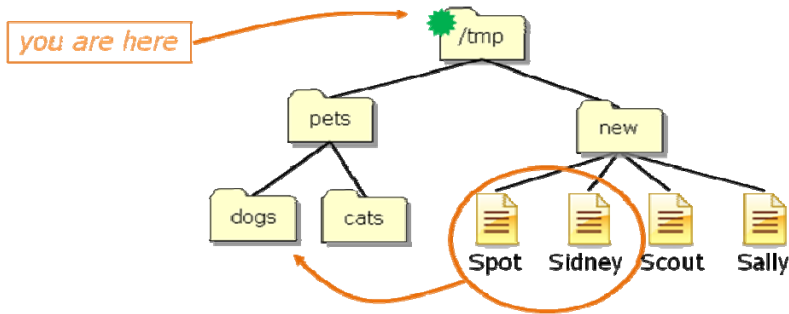 you are here
/tmp
pets
new
dogs
cats
Spot
Sidney
Scout
Sally